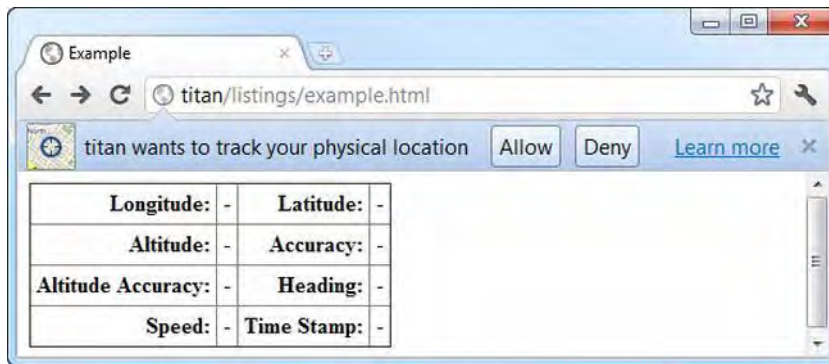 Example
titan/listings/example.html
titan wants to track your physical location Allow Deny Learn more
Longitude: - Latitude: -
Altitude: - Accuracy: -
Altitude Accuracy: - Heading: -
Speed: - Time Stamp: -